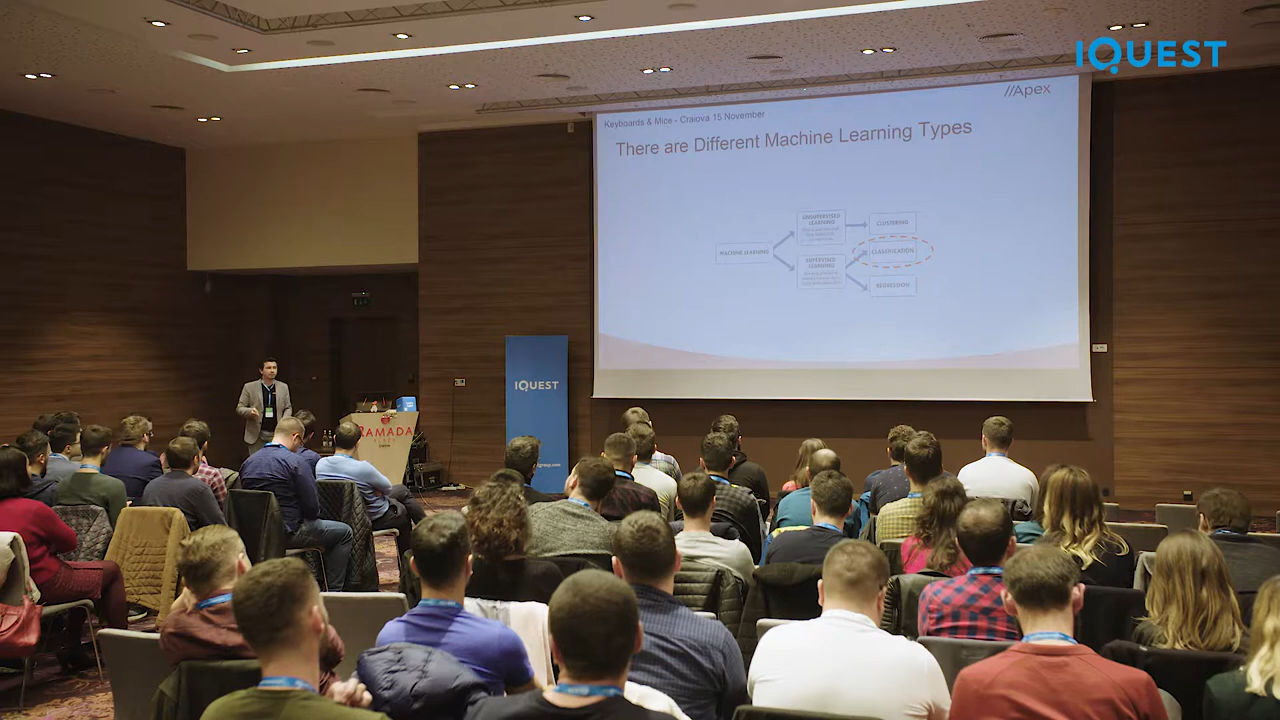 IQUEST
//Apex
Keyboards & Mice - Craiova 15 November
There are Different Machine Learning Types
UNSUPERVISED
LEARNING
CLUSTERING
MACHINE LEARNING
CLASSIFICATION
SUPERVISED
LEARNING
REGRESSION
IQUEST
RAMADA
PLAZA